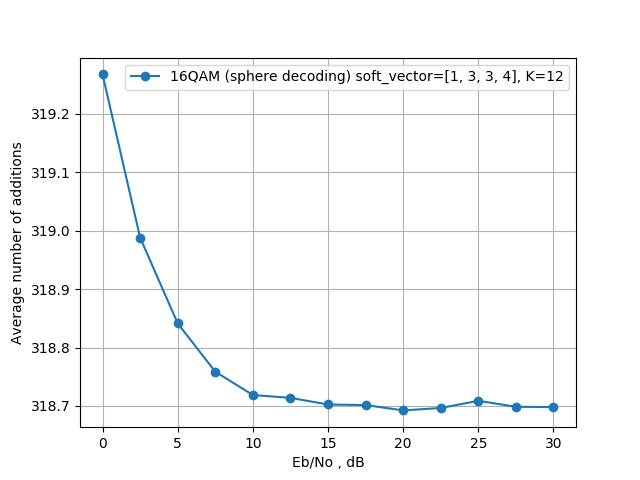 16QAM (sphere decoding) soft_vector=[1, 3, 3, 4], K=12
Average number of additions
319.2
319.1
319.0
318.9
318.8
318.7
0 5 10 15 20 25 30
Eb/No , dB